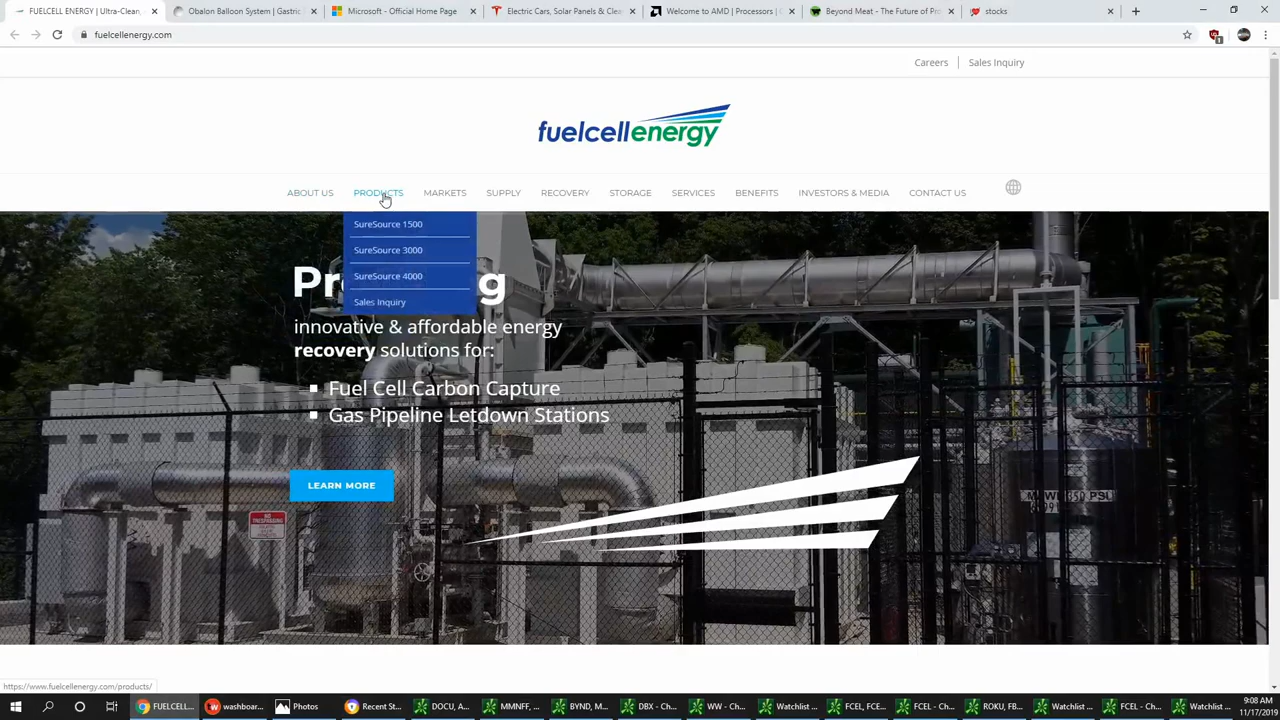 FUELCELL ENERGY | Ultra-Clean,
Obalon Balloon System | Gastric
Microsoft - Official Home Page
Electric Cars, Solar Panels & Cle
Welcome to AMD | Processors | G
Beyond Meat - The Future of Pr
stocks
fuelcellenergy.com
1
Careers
Sales Inquiry
fuelcellenergy
ABOUT US
PRODUCTS
MARKETS
SUPPLY
RECOVERY
STORAGE
SERVICES
BENEFITS
INVESTORS & MEDIA
CONTACT US
SureSource 1500
SureSource 3000
SureSource 4000
Sales Inquiry
innovative & affordable energy
recovery solutions for:
Fuel Cell Carbon Capture
Gas Pipeline Letdown Stations
LEARN MORE
https://www.fuelcellenergy.com/products/
FUELCELL...
washboar...
Photos
Recent St...
DOCU, A...
MMNFF, ...
BYND, M...
DBX - Ch...
WW - Ch...
Watchlist ...
FCEL, FCE...
FCEL - Ch...
ROKU, FB...
Watchlist ...
FCEL - Ch...
Watchlist ...
9:08 AM
11/17/2019